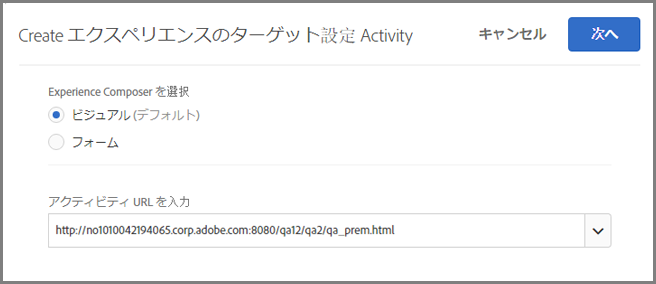 Create エクスペリエンスのターゲット設定 Activity
キャンセル
次へ
Experience Composer を選択
ビジュアル (デフォルト)
フォーム
アクティビティ URL を入力
http://no1010042194065.corp.adobe.com:8080/qa12/qa2/qa_prem.html